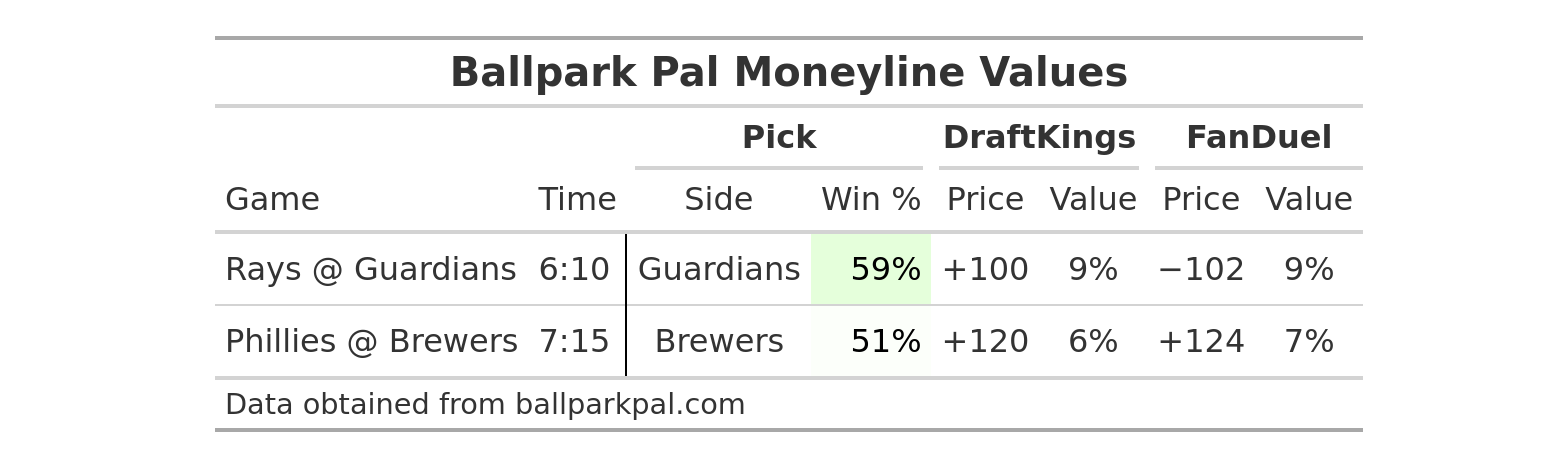 Ballpark Pal Moneyline Values
Pick DraftKings FanDuel
Game Time Side Win % Price Value Price Value
Rays @ Guardians 6:10 Guardians 59% +100 9% −102 9%
Phillies @ Brewers 7:15 Brewers 51% +120 6% +124 7%
Data obtained from ballparkpal.com